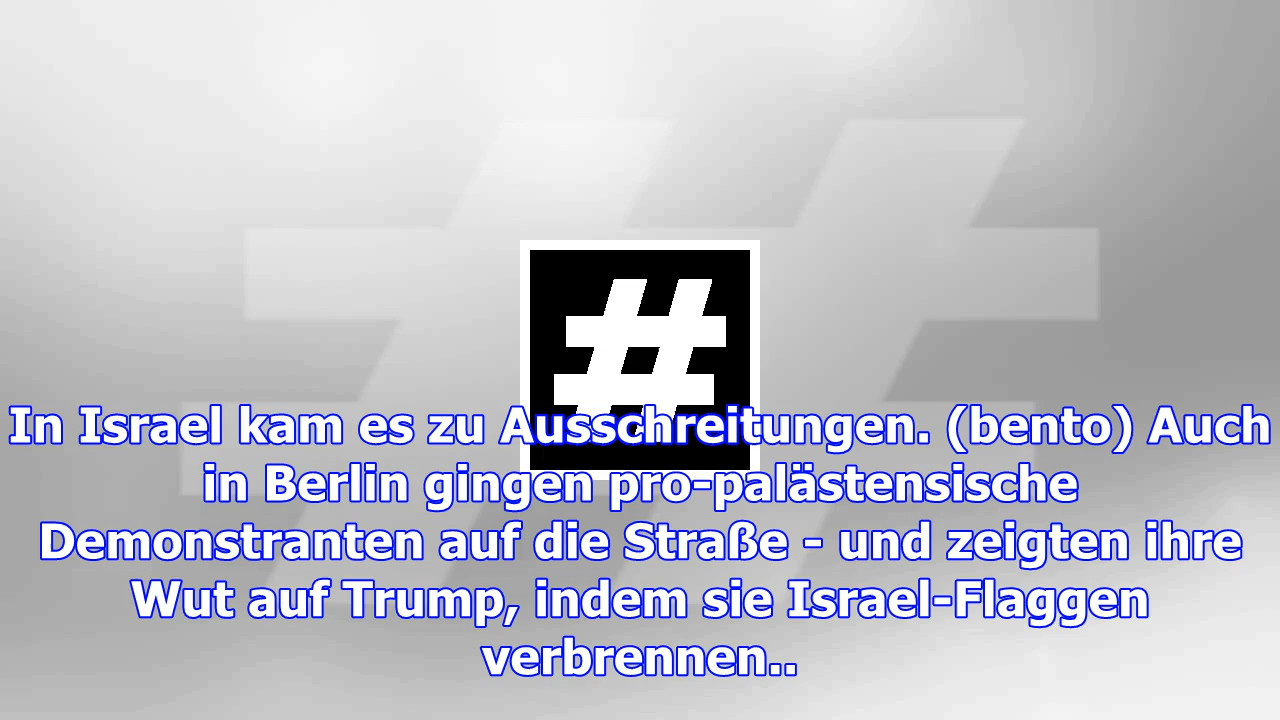 #
In Israel kam es zu Ausschreitungen. (bento) Auch
in Berlin gingen pro-palästensische
Demonstranten auf die Straße - und zeigten ihre
Wut auf Trump, indem sie Israel-Flaggen
verbrennen..